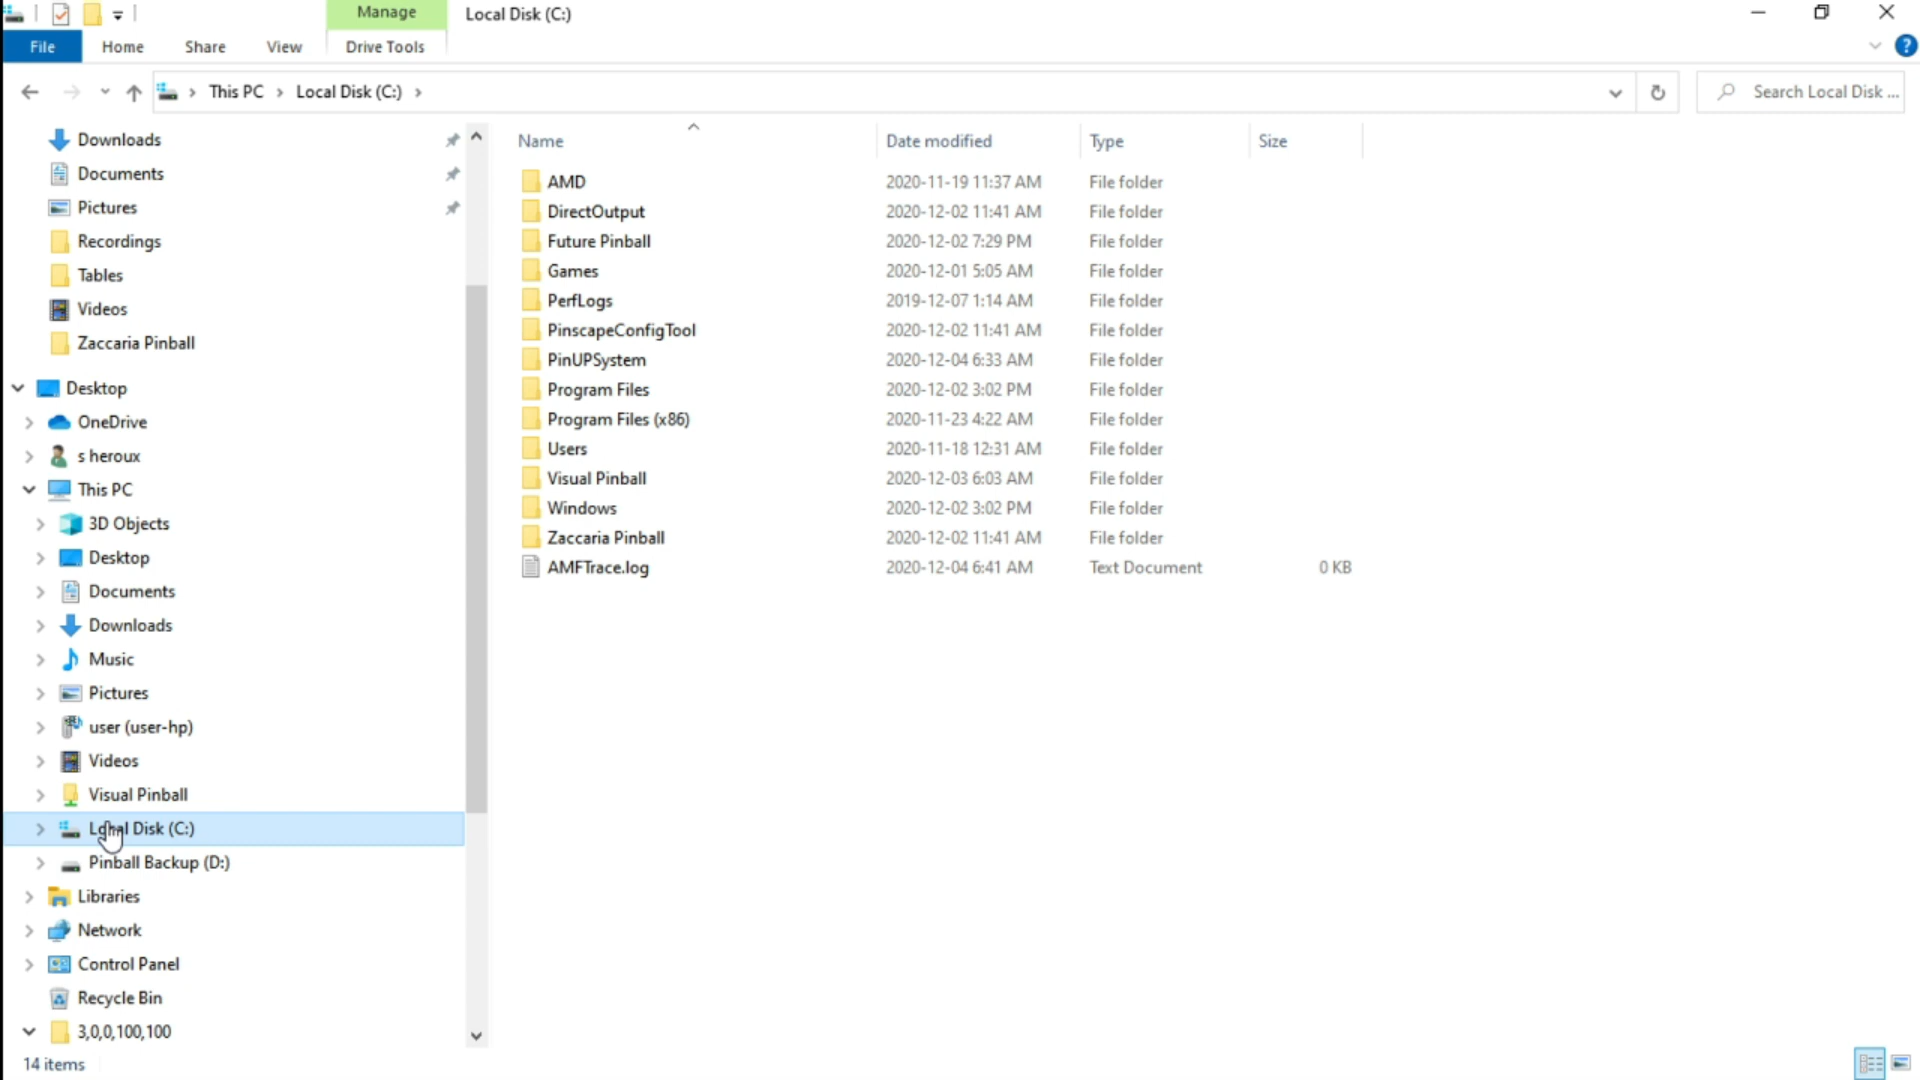 Manage Local Disk (C:)
File Home Share View Drive Tools
This PC Local Disk (C:) Search Local Disk ...
Downloads
Documents
Pictures
Recordings
Tables
Videos
Zaccaria Pinball
Desktop
OneDrive
s heroux
This PC
3D Objects
Desktop
Documents
Downloads
Music
Pictures
user (user-hp)
Videos
Visual Pinball
Local Disk (C:)
Pinball Backup (D:)
Libraries
Network
Control Panel
Recycle Bin
3,0,0,100,100
Name Date modified Type Size
AMD 2020-11-19 11:37 AM File folder
DirectOutput 2020-12-02 11:41 AM File folder
Future Pinball 2020-12-02 7:29 PM File folder
Games 2020-12-01 5:05 AM File folder
PerfLogs 2019-12-07 1:14 AM File folder
PinscapeConfigTool 2020-12-02 11:41 AM File folder
PinUPSystem 2020-12-04 6:33 AM File folder
Program Files 2020-12-02 3:02 PM File folder
Program Files (x86) 2020-11-23 4:22 AM File folder
Users 2020-11-18 12:31 AM File folder
Visual Pinball 2020-12-03 6:03 AM File folder
Windows 2020-12-02 3:02 PM File folder
Zaccaria Pinball 2020-12-02 11:41 AM File folder
AMFTrace.log 2020-12-04 6:41 AM Text Document 0 KB
14 items